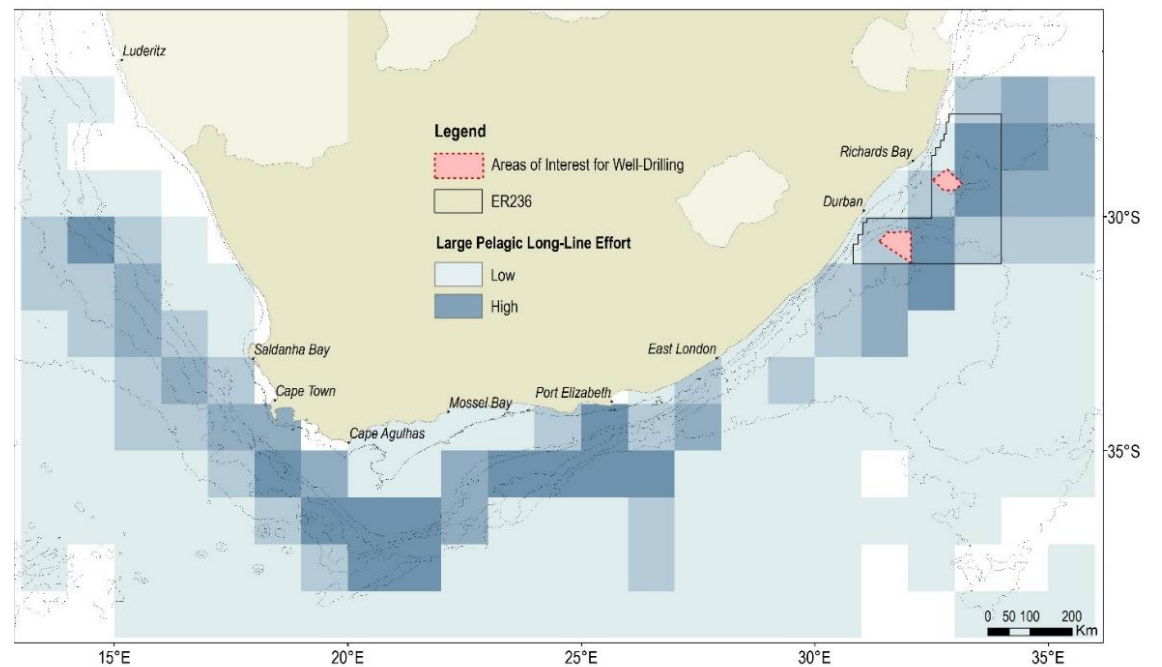 Luderitz
Legend
Areas of Interest for Well-Drilling
ER236
Large Pelagic Long-Line Effort
Low
High
Richards Bay
Durban
30°S
Saldanha Bay
East London
Cape Town
Mossel Bay
Port Elizabeth
Cape Agulhas
35°S
0 50 100 200
Km
15°E 20°E 25°E 30°E 35°E